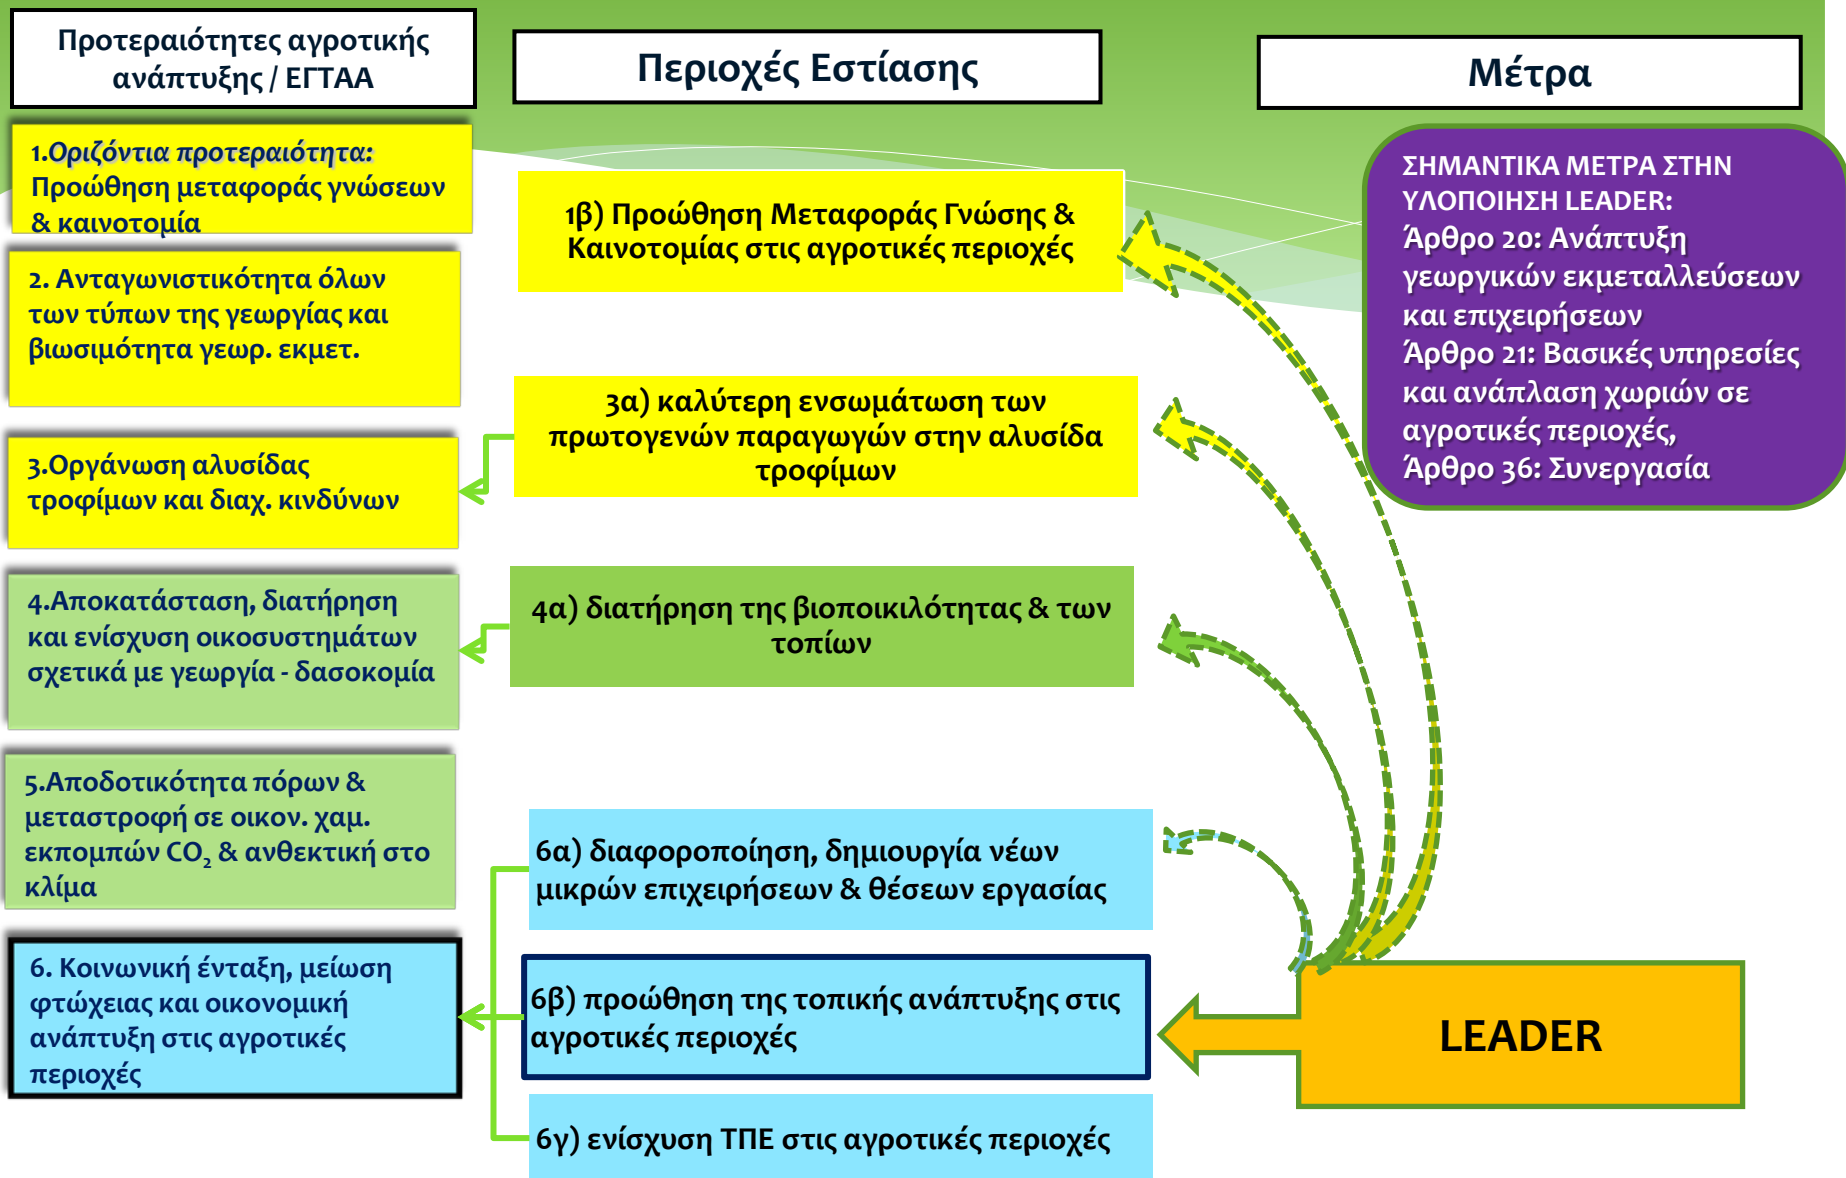 Προτεραιότητες αγροτικής
ανάπτυξης / ΕΓΤΑΑ
Περιοχές Εστίασης
Μέτρα
1.Οριζόντια προτεραιότητα:
Προώθηση μεταφοράς γνώσεων
& καινοτομία
2. Ανταγωνιστικότητα όλων
των τύπων της γεωργίας και
βιωσιμότητα γεωρ. εκμετ.
3.Οργάνωση αλυσίδας
τροφίμων και διαχ. κινδύνων
4.Αποκατάσταση, διατήρηση
και ενίσχυση οικοσυστημάτων
σχετικά με γεωργία - δασοκομία
5.Αποδοτικότητα πόρων &
μεταστροφή σε οικον. χαμ.
εκπομπών CO₂ & ανθεκτική στο
κλίμα
6. Κοινωνική ένταξη, μείωση
φτώχειας και οικονομική
ανάπτυξη στις αγροτικές
περιοχές
1β) Προώθηση Μεταφοράς Γνώσης &
Καινοτομίας στις αγροτικές περιοχές
3α) καλύτερη ενσωμάτωση των
πρωτογενών παραγωγών στην αλυσίδα
τροφίμων
4α) διατήρηση της βιοποικιλότητας & των
τοπίων
6α) διαφοροποίηση, δημιουργία νέων
μικρών επιχειρήσεων & θέσεων εργασίας
6β) προώθηση της τοπικής ανάπτυξης στις
αγροτικές περιοχές
6γ) ενίσχυση ΤΠΕ στις αγροτικές περιοχές
ΣΗΜΑΝΤΙΚΑ ΜΕΤΡΑ ΣΤΗΝ
ΥΛΟΠΟΙΗΣΗ LEADER:
Άρθρο 20: Ανάπτυξη
γεωργικών εκμεταλλεύσεων
και επιχειρήσεων
Άρθρο 21: Βασικές υπηρεσίες
και ανάπλαση χωριών σε
αγροτικές περιοχές,
Άρθρο 36: Συνεργασία
LEADER